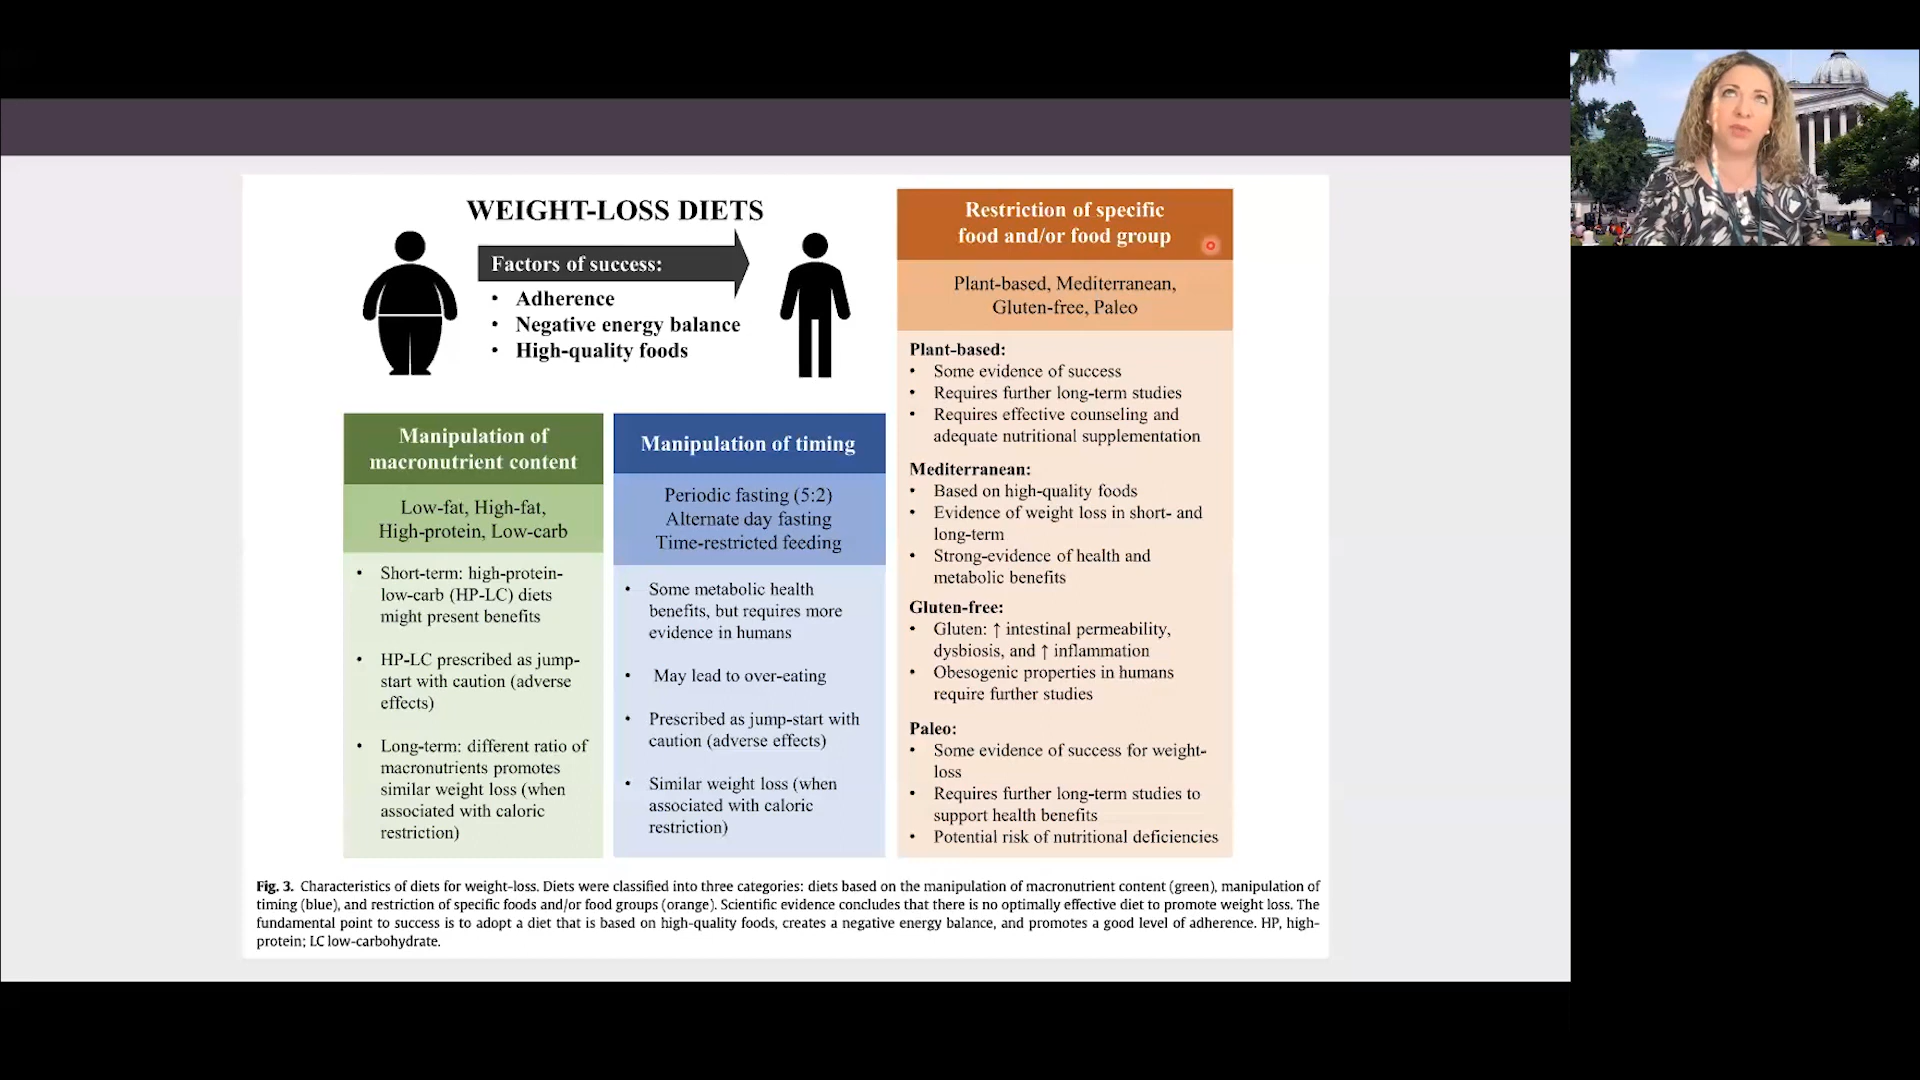 WEIGHT-LOSS DIETS
Factors of success:
• Adherence
• Negative energy balance
• High-quality foods
Manipulation of
macronutrient content
Low-fat, High-fat,
High-protein, Low-carb
• Short-term: high-protein-
low-carb (HP-LC) diets
might present benefits
• HP-LC prescribed as jump-
start with caution (adverse
effects)
• Long-term: different ratio of
macronutrients promotes
similar weight loss (when
associated with caloric
restriction)
Manipulation of timing
Periodic fasting (5:2)
Alternate day fasting
Time-restricted feeding
• Some metabolic health
benefits, but requires more
evidence in humans
• May lead to over-eating
• Prescribed as jump-start with
caution (adverse effects)
• Similar weight loss (when
associated with caloric
restriction)
Restriction of specific
food and/or food group
Plant-based, Mediterranean,
Gluten-free, Paleo
Plant-based:
• Some evidence of success
• Requires further long-term studies
• Requires effective counseling and
adequate nutritional supplementation
Mediterranean:
• Based on high-quality foods
• Evidence of weight loss in short- and
long-term
• Strong-evidence of health and
metabolic benefits
Gluten-free:
• Gluten: ↑ intestinal permeability,
dysbiosis, and ↑ inflammation
• Obesogenic properties in humans
require further studies
Paleo:
• Some evidence of success for weight-
loss
• Requires further long-term studies to
support health benefits
• Potential risk of nutritional deficiencies
Fig. 3. Characteristics of diets for weight-loss. Diets were classified into three categories: diets based on the manipulation of macronutrient content (green), manipulation of
timing (blue), and restriction of specific foods and/or food groups (orange). Scientific evidence concludes that there is no optimally effective diet to promote weight loss. The
fundamental point to success is to adopt a diet that is based on high-quality foods, creates a negative energy balance, and promotes a good level of adherence. HP, high-
protein; LC low-carbohydrate.